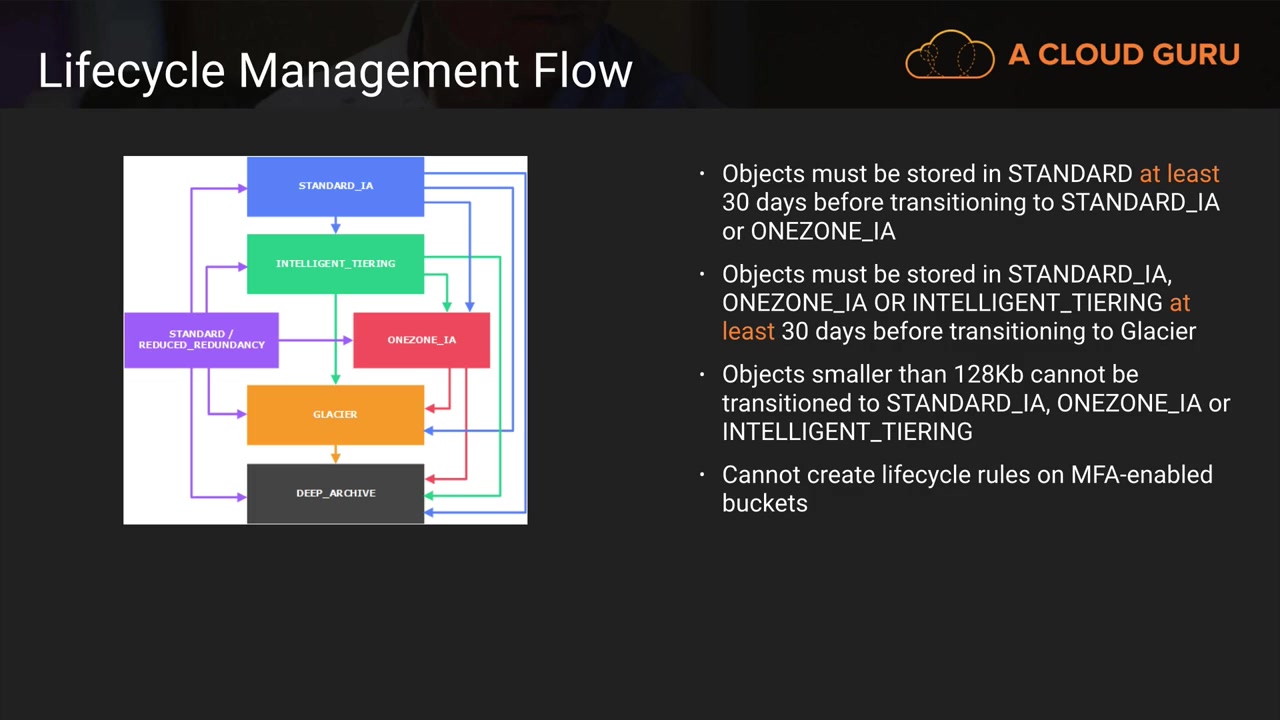 Lifecycle Management Flow
A CLOUD GURU
STANDARD_IA
INTELLIGENT_TIERING
STANDARD /
REDUCED_REDUNDANCY
ONEZONE_IA
GLACIER
DEEP_ARCHIVE
• Objects must be stored in STANDARD at least
30 days before transitioning to STANDARD_IA
or ONEZONE_IA
• Objects must be stored in STANDARD_IA,
ONEZONE_IA OR INTELLIGENT_TIERING at
least 30 days before transitioning to Glacier
• Objects smaller than 128Kb cannot be
transitioned to STANDARD_IA, ONEZONE_IA or
INTELLIGENT_TIERING
• Cannot create lifecycle rules on MFA-enabled
buckets